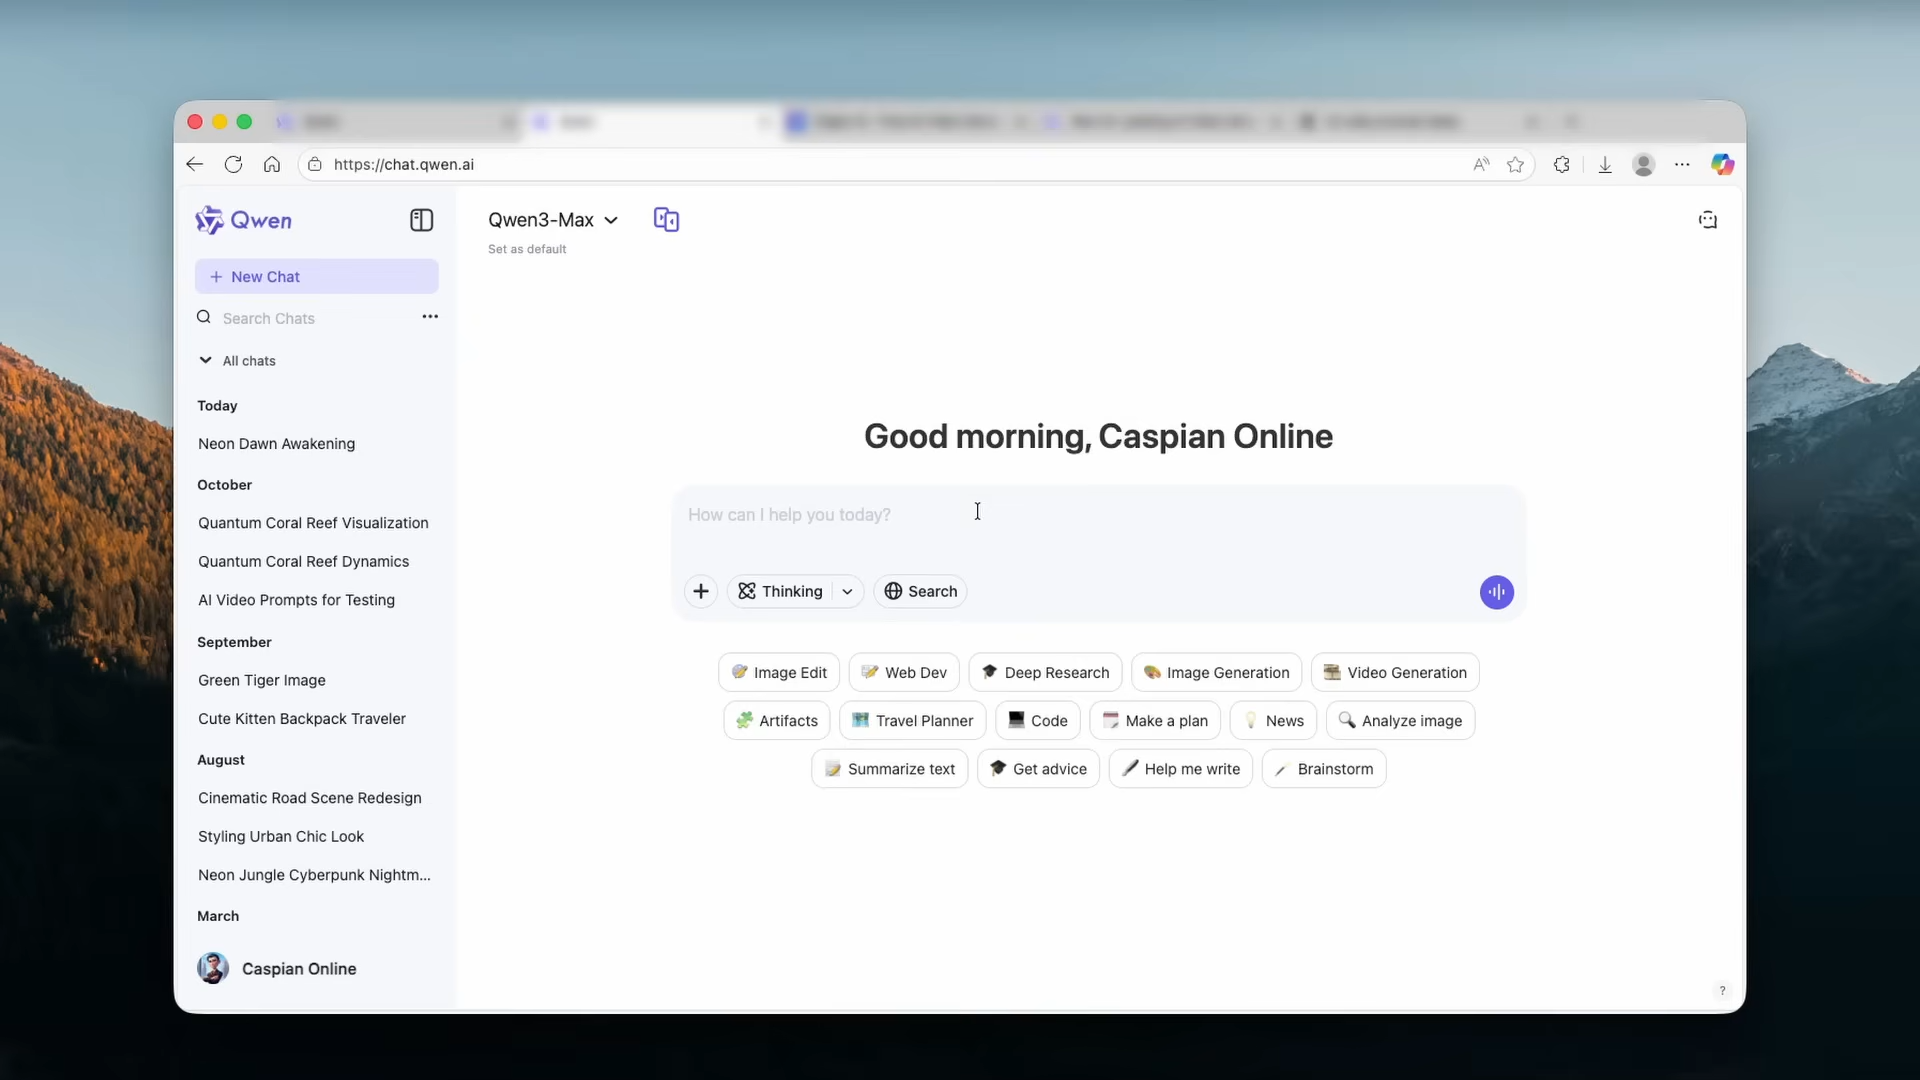 https://chat.qwen.ai
Qwen
New Chat
Search Chats
All chats
Today
Neon Dawn Awakening
October
Quantum Coral Reef Visualization
Quantum Coral Reef Dynamics
AI Video Prompts for Testing
September
Green Tiger Image
Cute Kitten Backpack Traveler
August
Cinematic Road Scene Redesign
Styling Urban Chic Look
Neon Jungle Cyberpunk Nightm...
March
Caspian Online
Qwen3-Max
Set as default
Good morning, Caspian Online
How can I help you today?
Thinking Search
Image Edit Web Dev Deep Research Image Generation Video Generation
Artifacts Travel Planner Code Make a plan News Analyze image
Summarize text Get advice Help me write Brainstorm
?